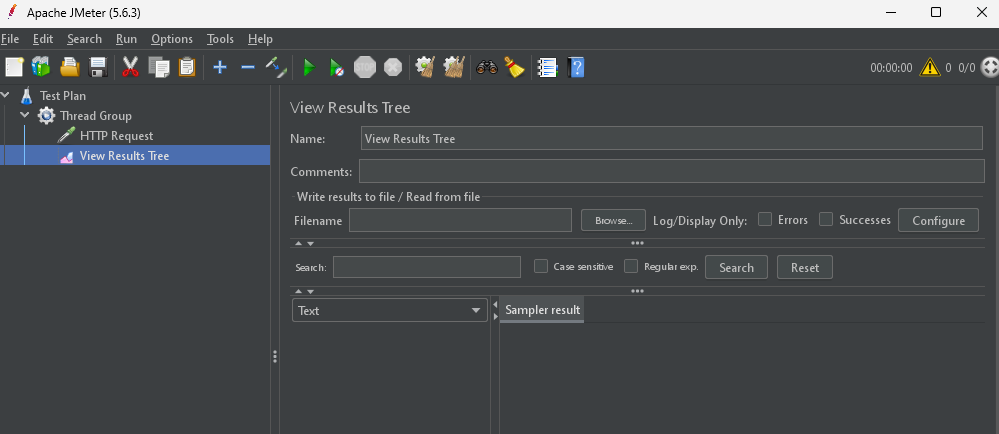 Apache JMeter (5.6.3)
File Edit Search Run Options Tools Help
STOP 00:00:00 0 0/0
Test Plan
Thread Group
HTTP Request
View Results Tree
View Results Tree
Name: View Results Tree
Comments:
Write results to file / Read from file
Filename Browse... Log/Display Only: Errors Successes Configure
Search: Case sensitive Regular exp. Search Reset
Text Sampler result